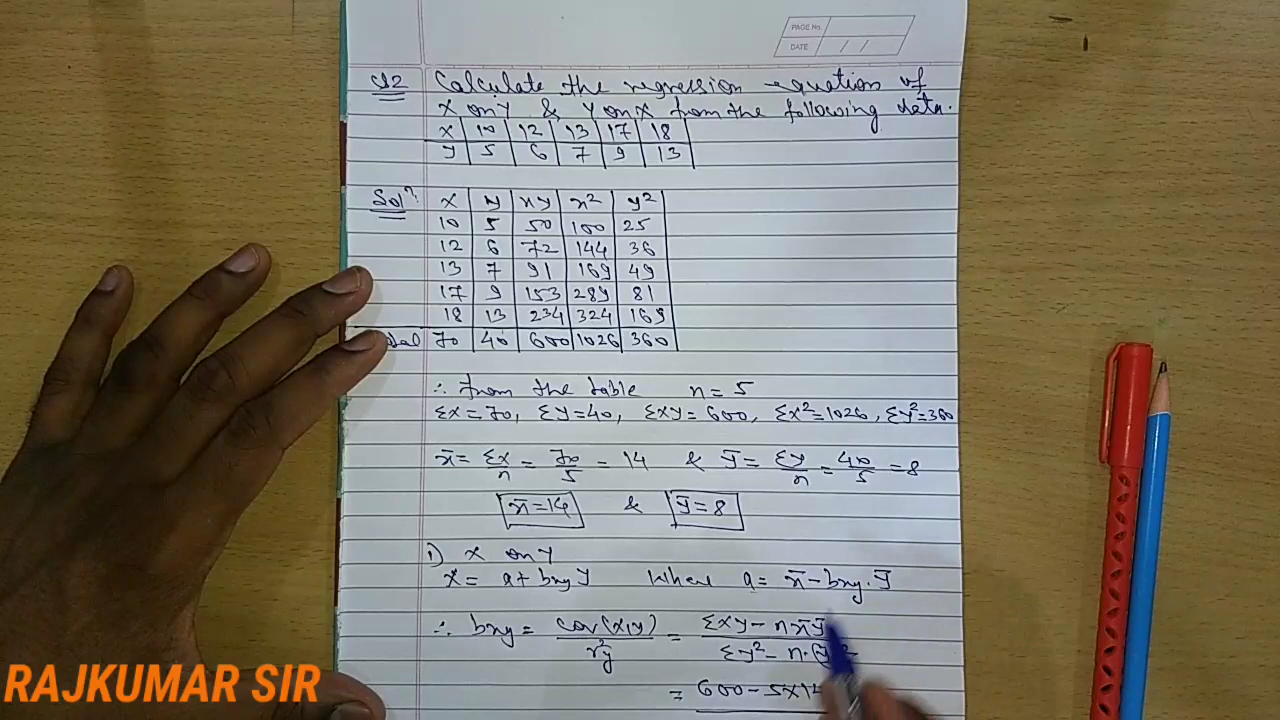 PAGE No.
DATE / /
Q2 Calculate the regression equation of
X on Y & Y on X from the following data.
X 10 12 13 17 18
Y 5 6 7 9 13
Solⁿ: X y xy x² y²
10 5 50 100 25
12 6 72 144 36
13 7 91 169 49
17 9 153 289 81
18 13 234 324 169
70 40 600 1026 360
∴ from the table n = 5
Σx = 70, Σy = 40, Σxy = 600, Σx² = 1026, Σy² = 360
x̄ = Σx/n = 70/5 = 14 & ȳ = Σy/n = 40/5 = 8
x̄ = 14 & ȳ = 8
i) X on Y
X = a + bxy Y Where a = x̄ - bxy . ȳ
∴ bxy = cov(x,y)/σ²y = Σxy - n x̄ ȳ / Σy² - n.(ȳ)²
= 600 - 5×14
RAJKUMAR SIR